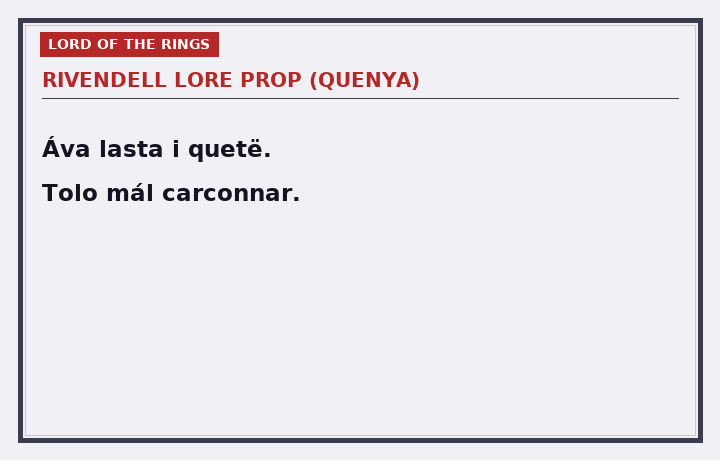 LORD OF THE RINGS
RIVENDELL LORE PROP (QUENYA)
Áva lasta i quetë.
Tolo mál carconnar.